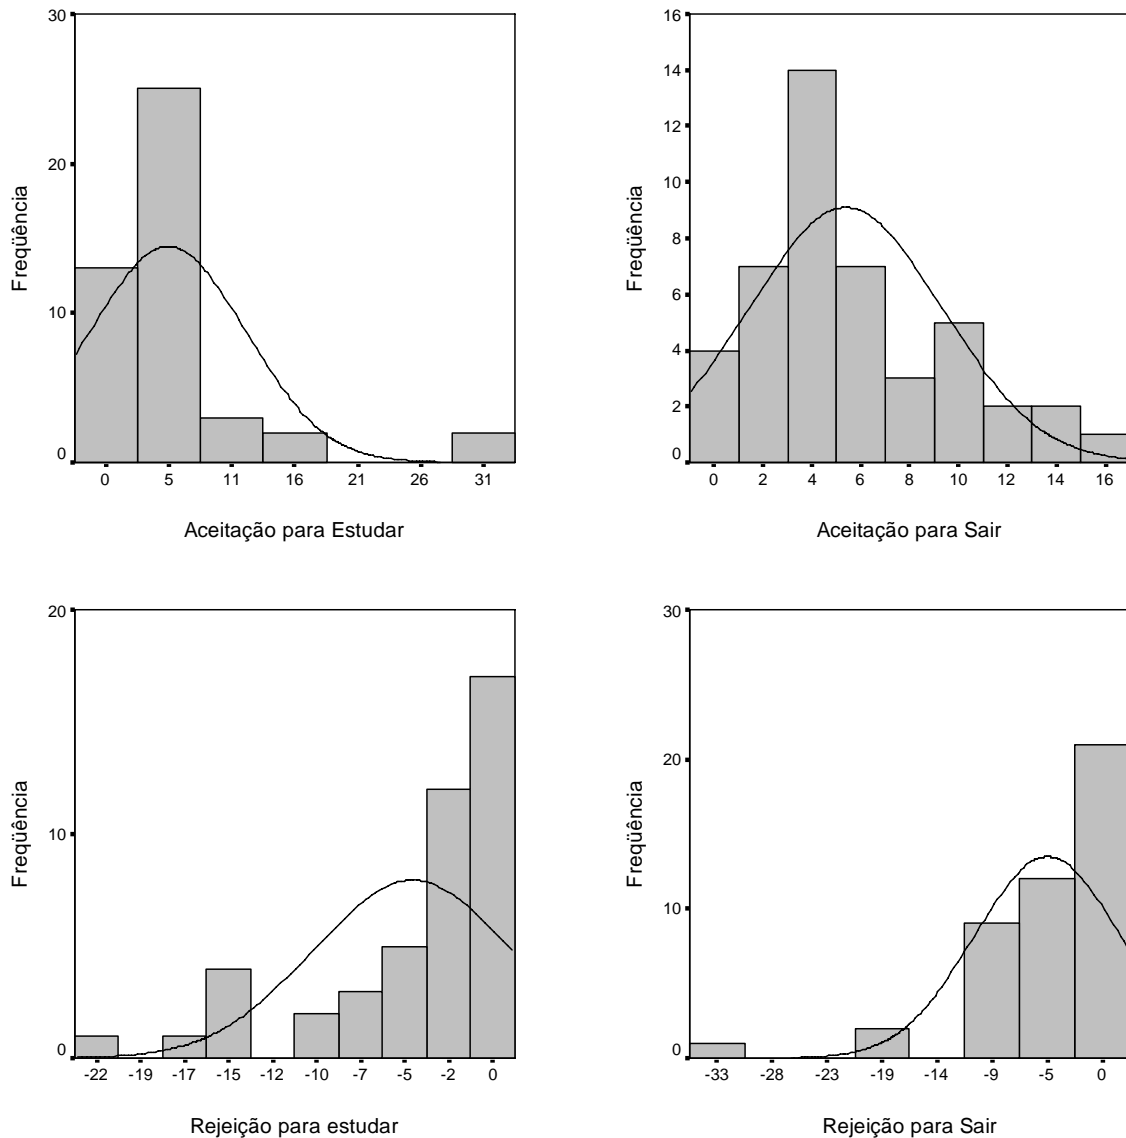 30
20
10
0
Freqüência
0 5 11 16 21 26 31
Aceitação para Estudar
16
14
12
10
8
6
4
2
0
Freqüência
0 2 4 6 8 10 12 14 16
Aceitação para Sair
20
10
0
Freqüência
-22 -19 -17 -15 -12 -10 -7 -5 -2 0
Rejeição para estudar
30
20
10
0
Freqüência
-33 -28 -23 -19 -14 -9 -5 0
Rejeição para Sair